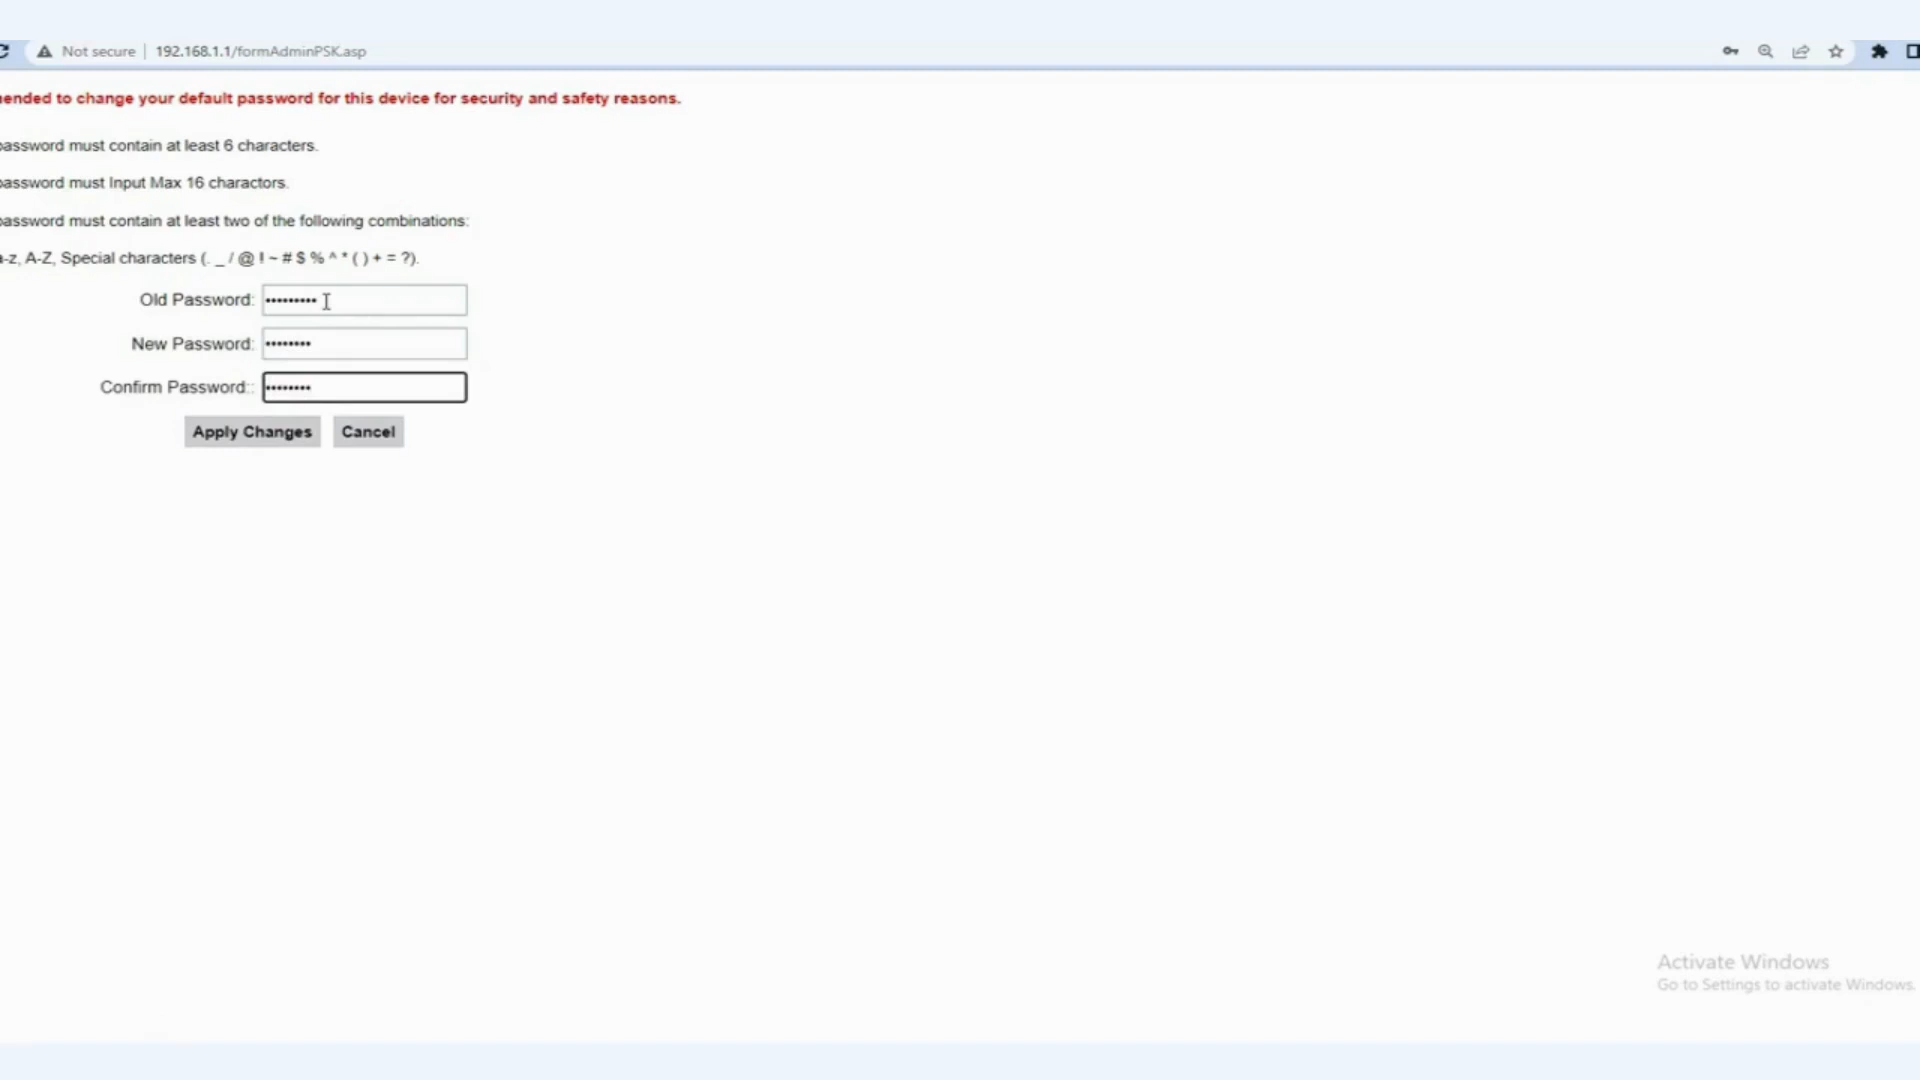 Not secure | 192.168.1.1/formAdminPSK.asp
ended to change your default password for this device for security and safety reasons.
password must contain at least 6 characters.
password must Input Max 16 charactors.
password must contain at least two of the following combinations:
a-z, A-Z, Special characters (. _ / @ ! ~ # $ % ^ * ( ) + = ?).
Old Password: •••••••••
New Password: ••••••••
Confirm Password:: ••••••••
Apply Changes Cancel
Activate Windows
Go to Settings to activate Windows.